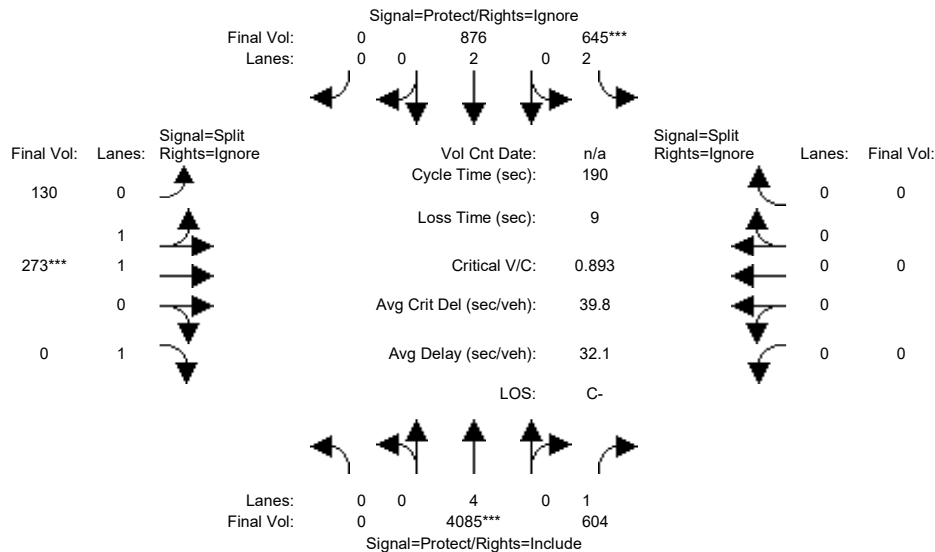 Signal=Protect/Rights=Ignore
Final Vol: 0 876 645***
Lanes: 0 0 2 0 2
Signal=Split
Final Vol: Lanes: Rights=Ignore
Vol Cnt Date: n/a
Signal=Split
Rights=Ignore Lanes: Final Vol:
Cycle Time (sec): 190
130 0
0 0
Loss Time (sec): 9
1
0
273*** 1
Critical V/C: 0.893
0 0
0
Avg Crit Del (sec/veh): 39.8
0
0 1
Avg Delay (sec/veh): 32.1
0 0
LOS: C-
Lanes: 0 0 4 0 1
Final Vol: 0 4085*** 604
Signal=Protect/Rights=Include